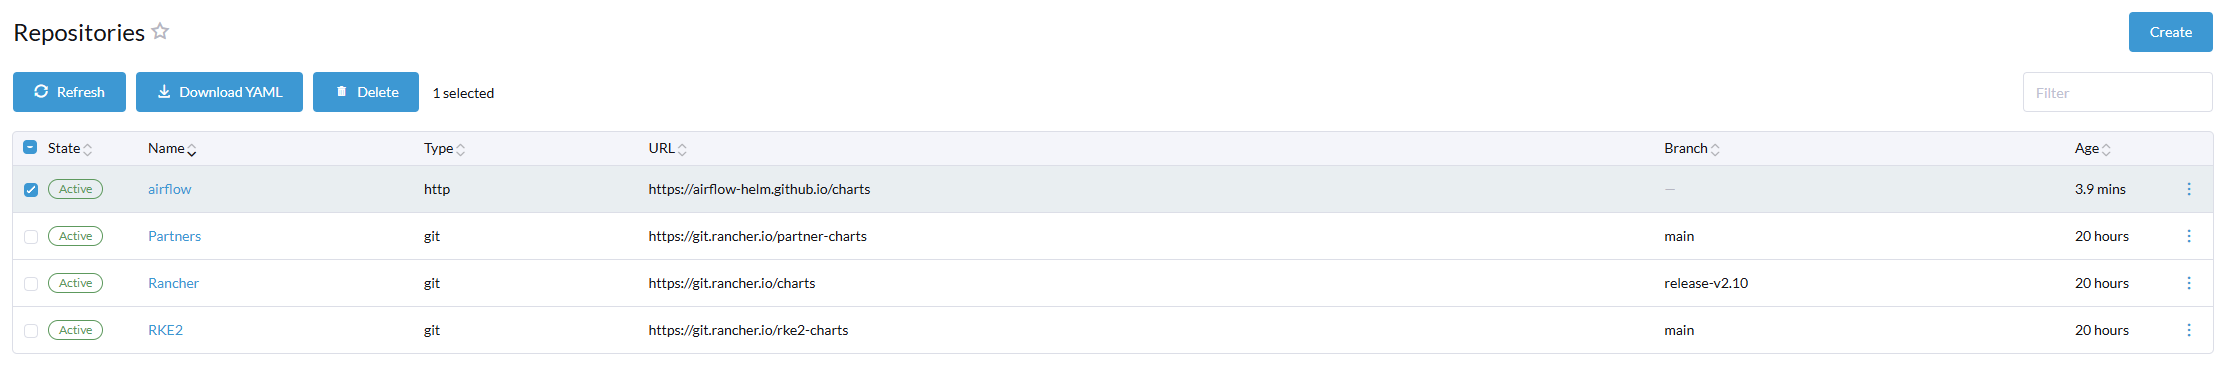 Repositories
Create
Refresh Download YAML Delete 1 selected Filter
State Name Type URL Branch Age
Active airflow http https://airflow-helm.github.io/charts — 3.9 mins
Active Partners git https://git.rancher.io/partner-charts main 20 hours
Active Rancher git https://git.rancher.io/charts release-v2.10 20 hours
Active RKE2 git https://git.rancher.io/rke2-charts main 20 hours